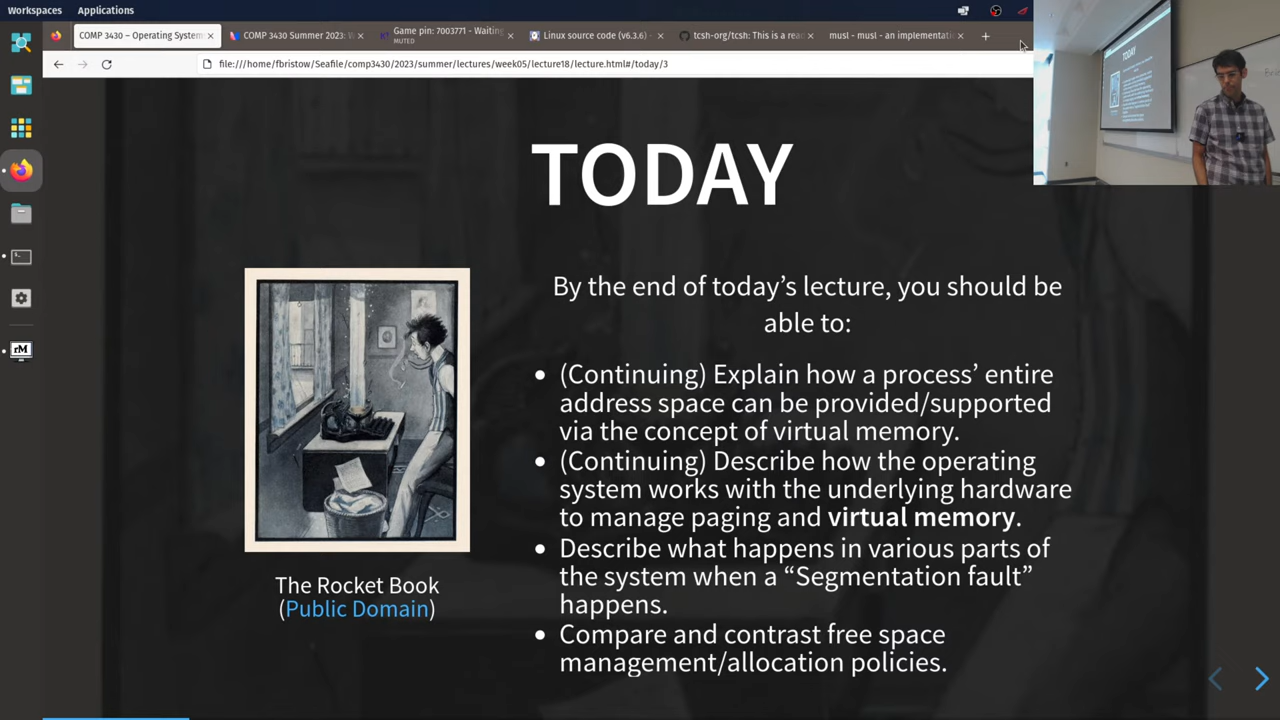 Workspaces Applications
COMP 3430 – Operating System
COMP 3430 Summer 2023:
Game pin: 7003771 - Waiting
MUTED
Linux source code (v6.3.6)
tcsh-org/tcsh: This is a rea
musl - musl - an implementati
file:///home/fbristow/Seafile/comp3430/2023/summer/lectures/week05/lecture18/lecture.html#/today/3
TODAY
TODAY
By the end of today’s lecture, you should be
able to:
• (Continuing) Explain how a process’ entire
address space can be provided/supported
via the concept of virtual memory.
• (Continuing) Describe how the operating
system works with the underlying hardware
to manage paging and virtual memory.
• Describe what happens in various parts of
the system when a “Segmentation fault”
happens.
• Compare and contrast free space
management/allocation policies.
The Rocket Book
(Public Domain)
rM